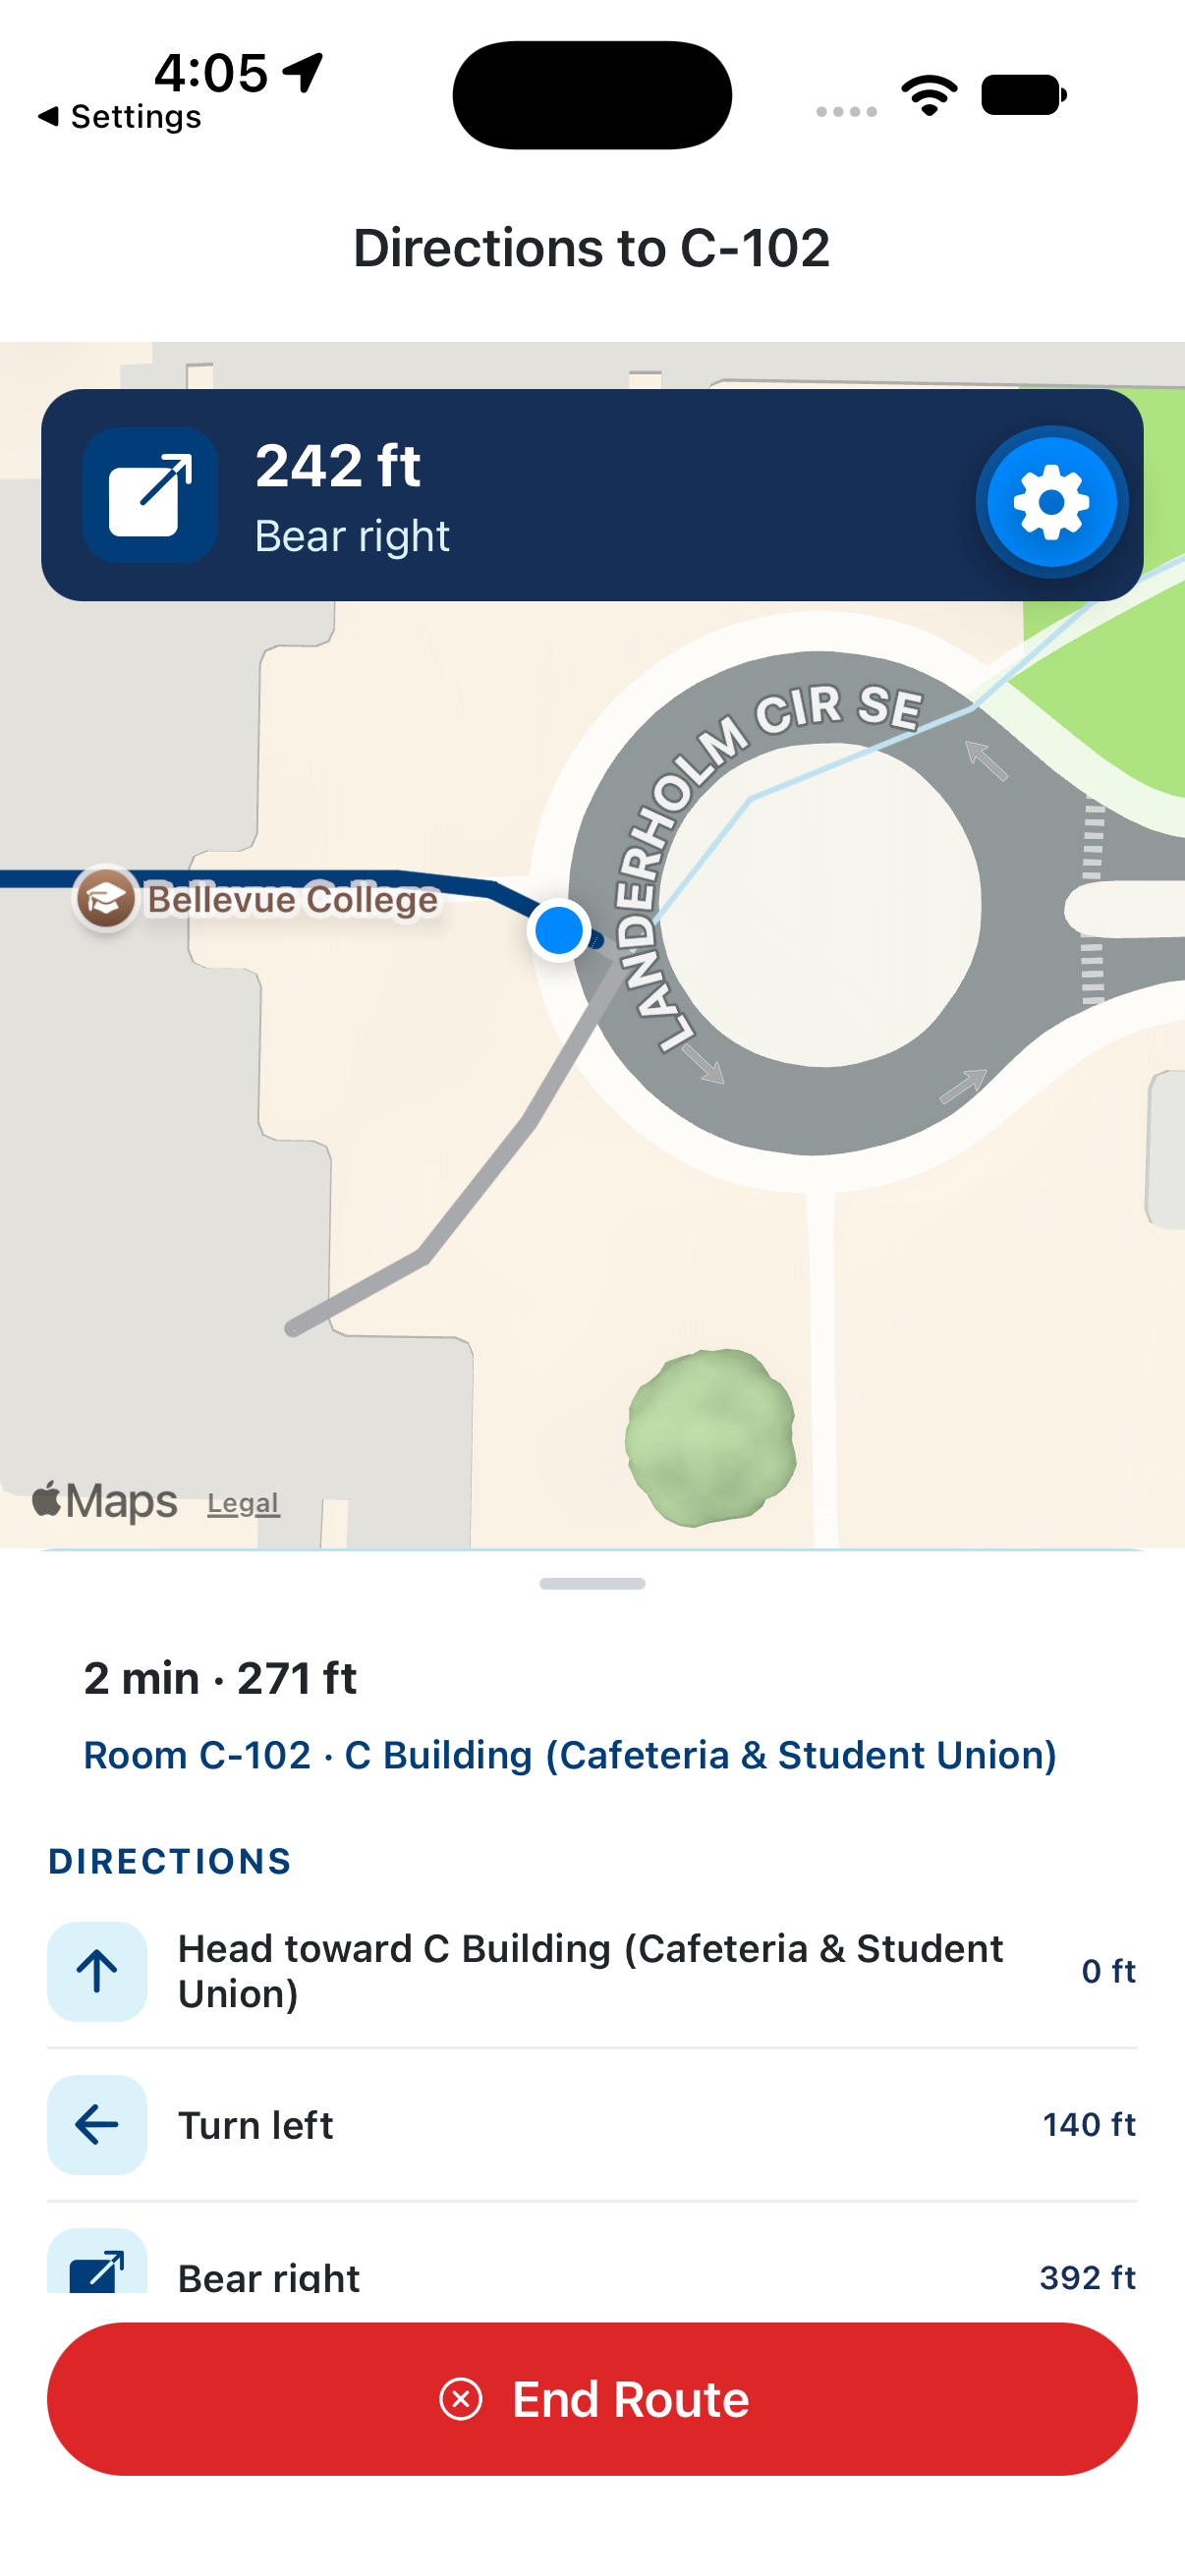 4:05
◀ Settings
Directions to C-102
242 ft
Bear right
LANDERHOLM CIR SE
Bellevue College
Maps
Legal
2 min · 271 ft
Room C-102 · C Building (Cafeteria & Student Union)
DIRECTIONS
Head toward C Building (Cafeteria & Student
Union)
0 ft
Turn left
140 ft
Bear right
392 ft
End Route